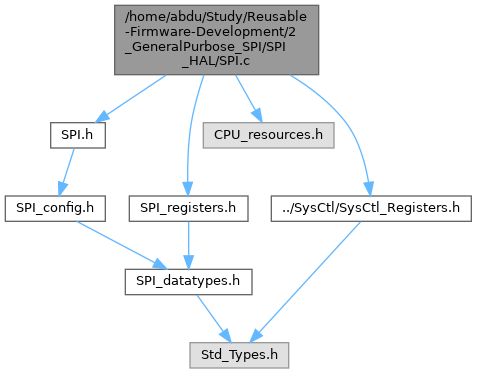 /home/abdu/Study/Reusable
-Firmware-Development/2
_GeneralPurbose_SPI/SPI
_HAL/SPI.c
SPI.h
CPU_resources.h
SPI_config.h
SPI_registers.h
../SysCtl/SysCtl_Registers.h
SPI_datatypes.h
Std_Types.h